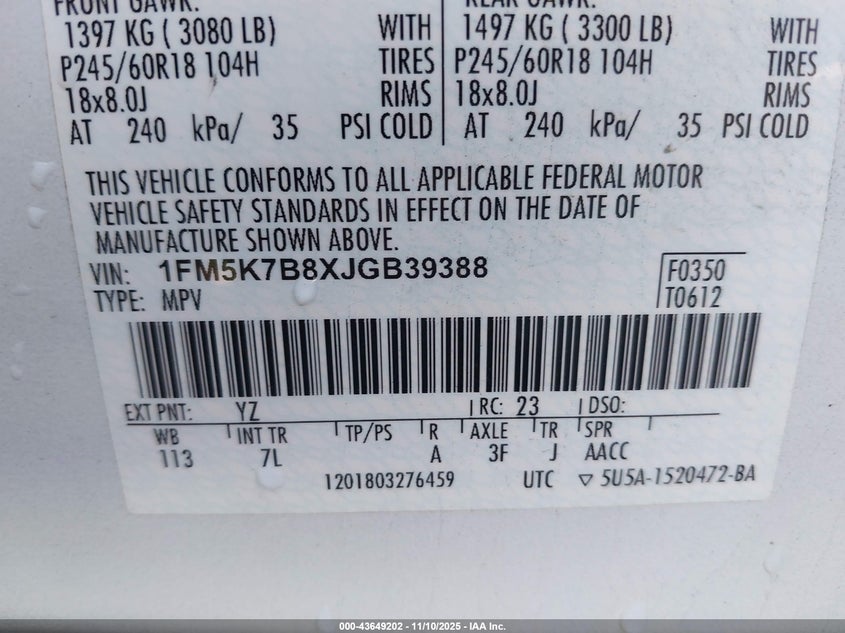 FRONT GAWR: REAR GAWR:
1397 KG ( 3080 LB) WITH 1497 KG ( 3300 LB) WITH
P245/60R18 104H TIRES P245/60R18 104H TIRES
18x8.0J RIMS 18x8.0J RIMS
AT 240 kPa/ 35 PSI COLD AT 240 kPa/ 35 PSI COLD
THIS VEHICLE CONFORMS TO ALL APPLICABLE FEDERAL MOTOR
VEHICLE SAFETY STANDARDS IN EFFECT ON THE DATE OF
MANUFACTURE SHOWN ABOVE.
VIN: 1FM5K7B8XJGB39388 F0350
TYPE: MPV T0612
EXT PNT: YZ RC: 23 DSO:
WB INT TR TP/PS R AXLE TR SPR
113 7L A 3F J AACC
1201803276459 UTC ▽ 5U5A-1520472-BA
000-43649202 - 11/10/2025 - IAA Inc.